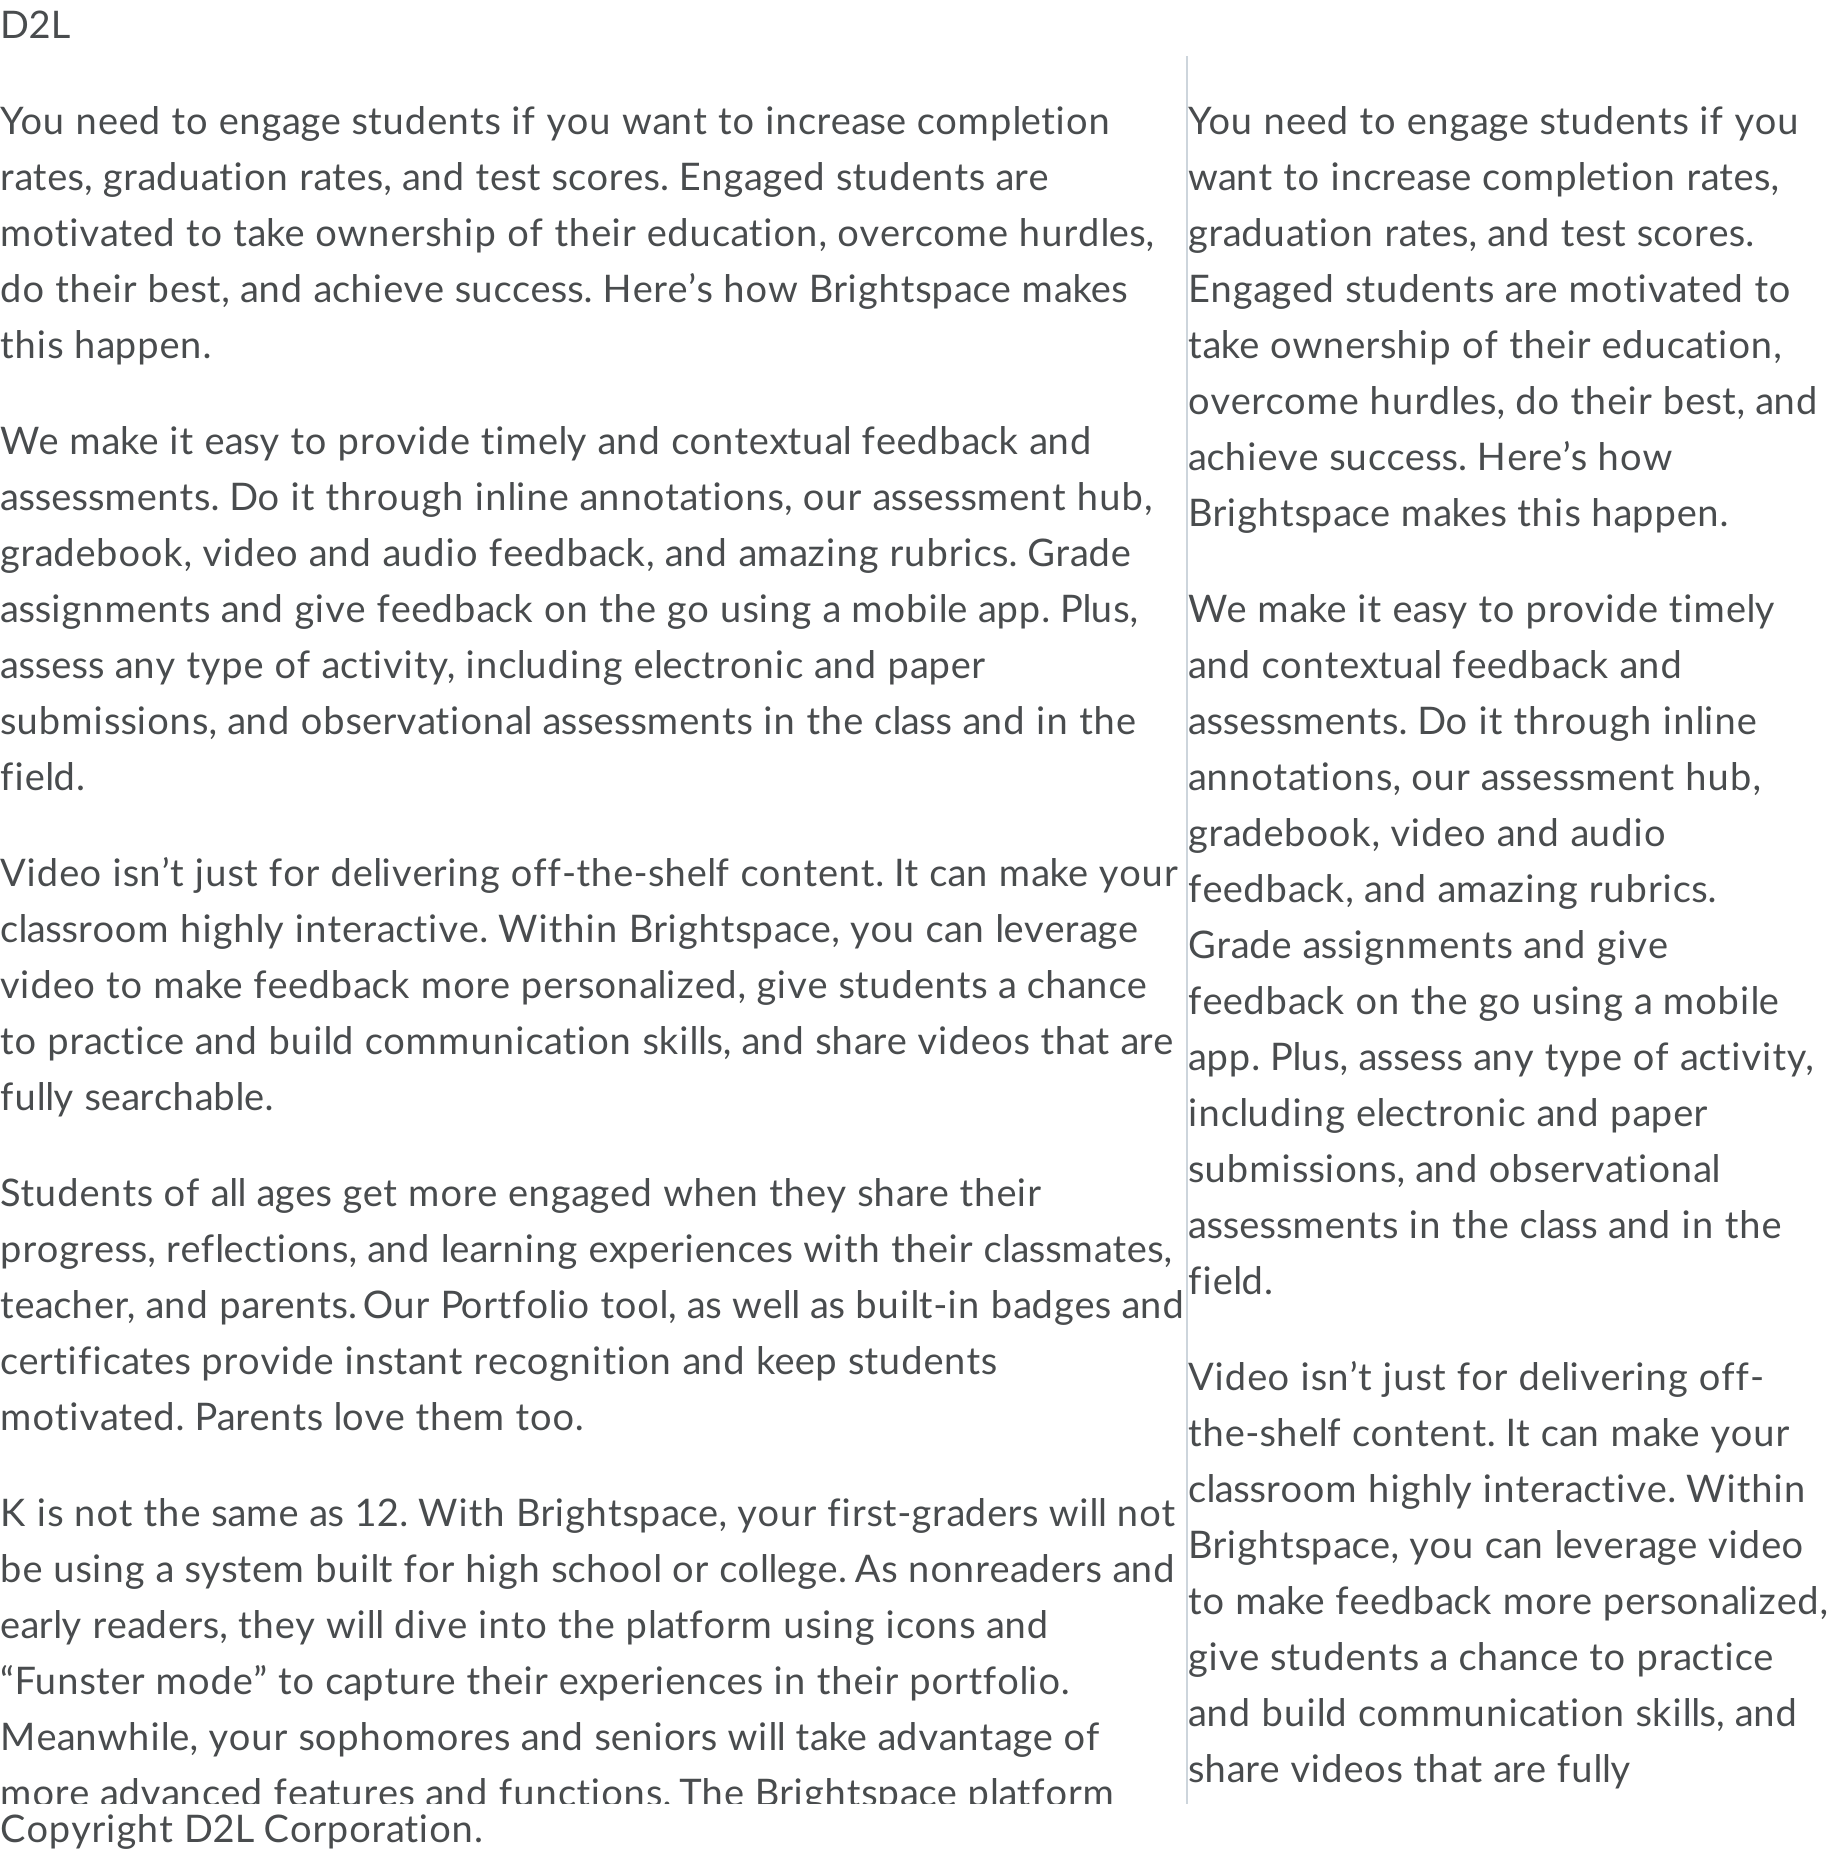 D2L
You need to engage students if you want to increase completion
rates, graduation rates, and test scores. Engaged students are
motivated to take ownership of their education, overcome hurdles,
do their best, and achieve success. Here’s how Brightspace makes
this happen.
We make it easy to provide timely and contextual feedback and
assessments. Do it through inline annotations, our assessment hub,
gradebook, video and audio feedback, and amazing rubrics. Grade
assignments and give feedback on the go using a mobile app. Plus,
assess any type of activity, including electronic and paper
submissions, and observational assessments in the class and in the
field.
Video isn’t just for delivering off-the-shelf content. It can make your
classroom highly interactive. Within Brightspace, you can leverage
video to make feedback more personalized, give students a chance
to practice and build communication skills, and share videos that are
fully searchable.
Students of all ages get more engaged when they share their
progress, reflections, and learning experiences with their classmates,
teacher, and parents. Our Portfolio tool, as well as built-in badges and
certificates provide instant recognition and keep students
motivated. Parents love them too.
K is not the same as 12. With Brightspace, your first-graders will not
be using a system built for high school or college. As nonreaders and
early readers, they will dive into the platform using icons and
“Funster mode” to capture their experiences in their portfolio.
Meanwhile, your sophomores and seniors will take advantage of
more advanced features and functions. The Brightspace platform
You need to engage students if you
want to increase completion rates,
graduation rates, and test scores.
Engaged students are motivated to
take ownership of their education,
overcome hurdles, do their best, and
achieve success. Here’s how
Brightspace makes this happen.
We make it easy to provide timely
and contextual feedback and
assessments. Do it through inline
annotations, our assessment hub,
gradebook, video and audio
feedback, and amazing rubrics.
Grade assignments and give
feedback on the go using a mobile
app. Plus, assess any type of activity,
including electronic and paper
submissions, and observational
assessments in the class and in the
field.
Video isn’t just for delivering off-
the-shelf content. It can make your
classroom highly interactive. Within
Brightspace, you can leverage video
to make feedback more personalized,
give students a chance to practice
and build communication skills, and
share videos that are fully
Copyright D2L Corporation.